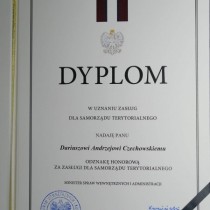 DYPLOM
W UZNANIU ZASŁUG
DLA SAMORZĄDU TERYTORIALNEGO
NADAJĘ PANU
Dariuszowi Andrzejowi Czechowskiemu
ODZNAKĘ HONOROWĄ
ZA ZASŁUGI DLA SAMORZĄDU TERYTORIALNEGO
MINISTER SPRAW WEWNĘTRZNYCH I ADMINISTRACJI